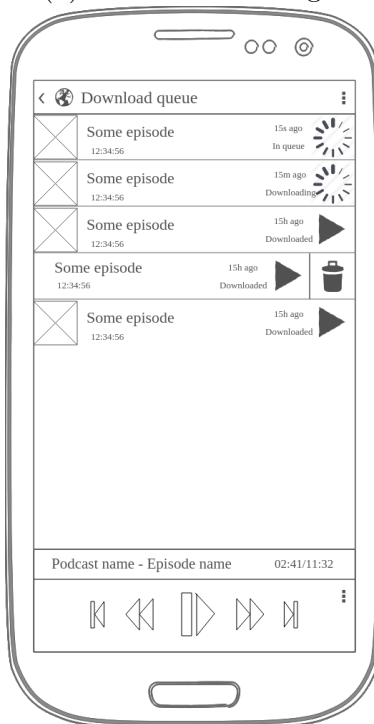 Download queue
Some episode
15s ago
12:34:56
In queue
Some episode
15m ago
12:34:56
Downloading
Some episode
15h ago
12:34:56
Downloaded
Some episode
15h ago
12:34:56
Downloaded
Some episode
15h ago
12:34:56
Downloaded
Podcast name - Episode name 02:41/11:32